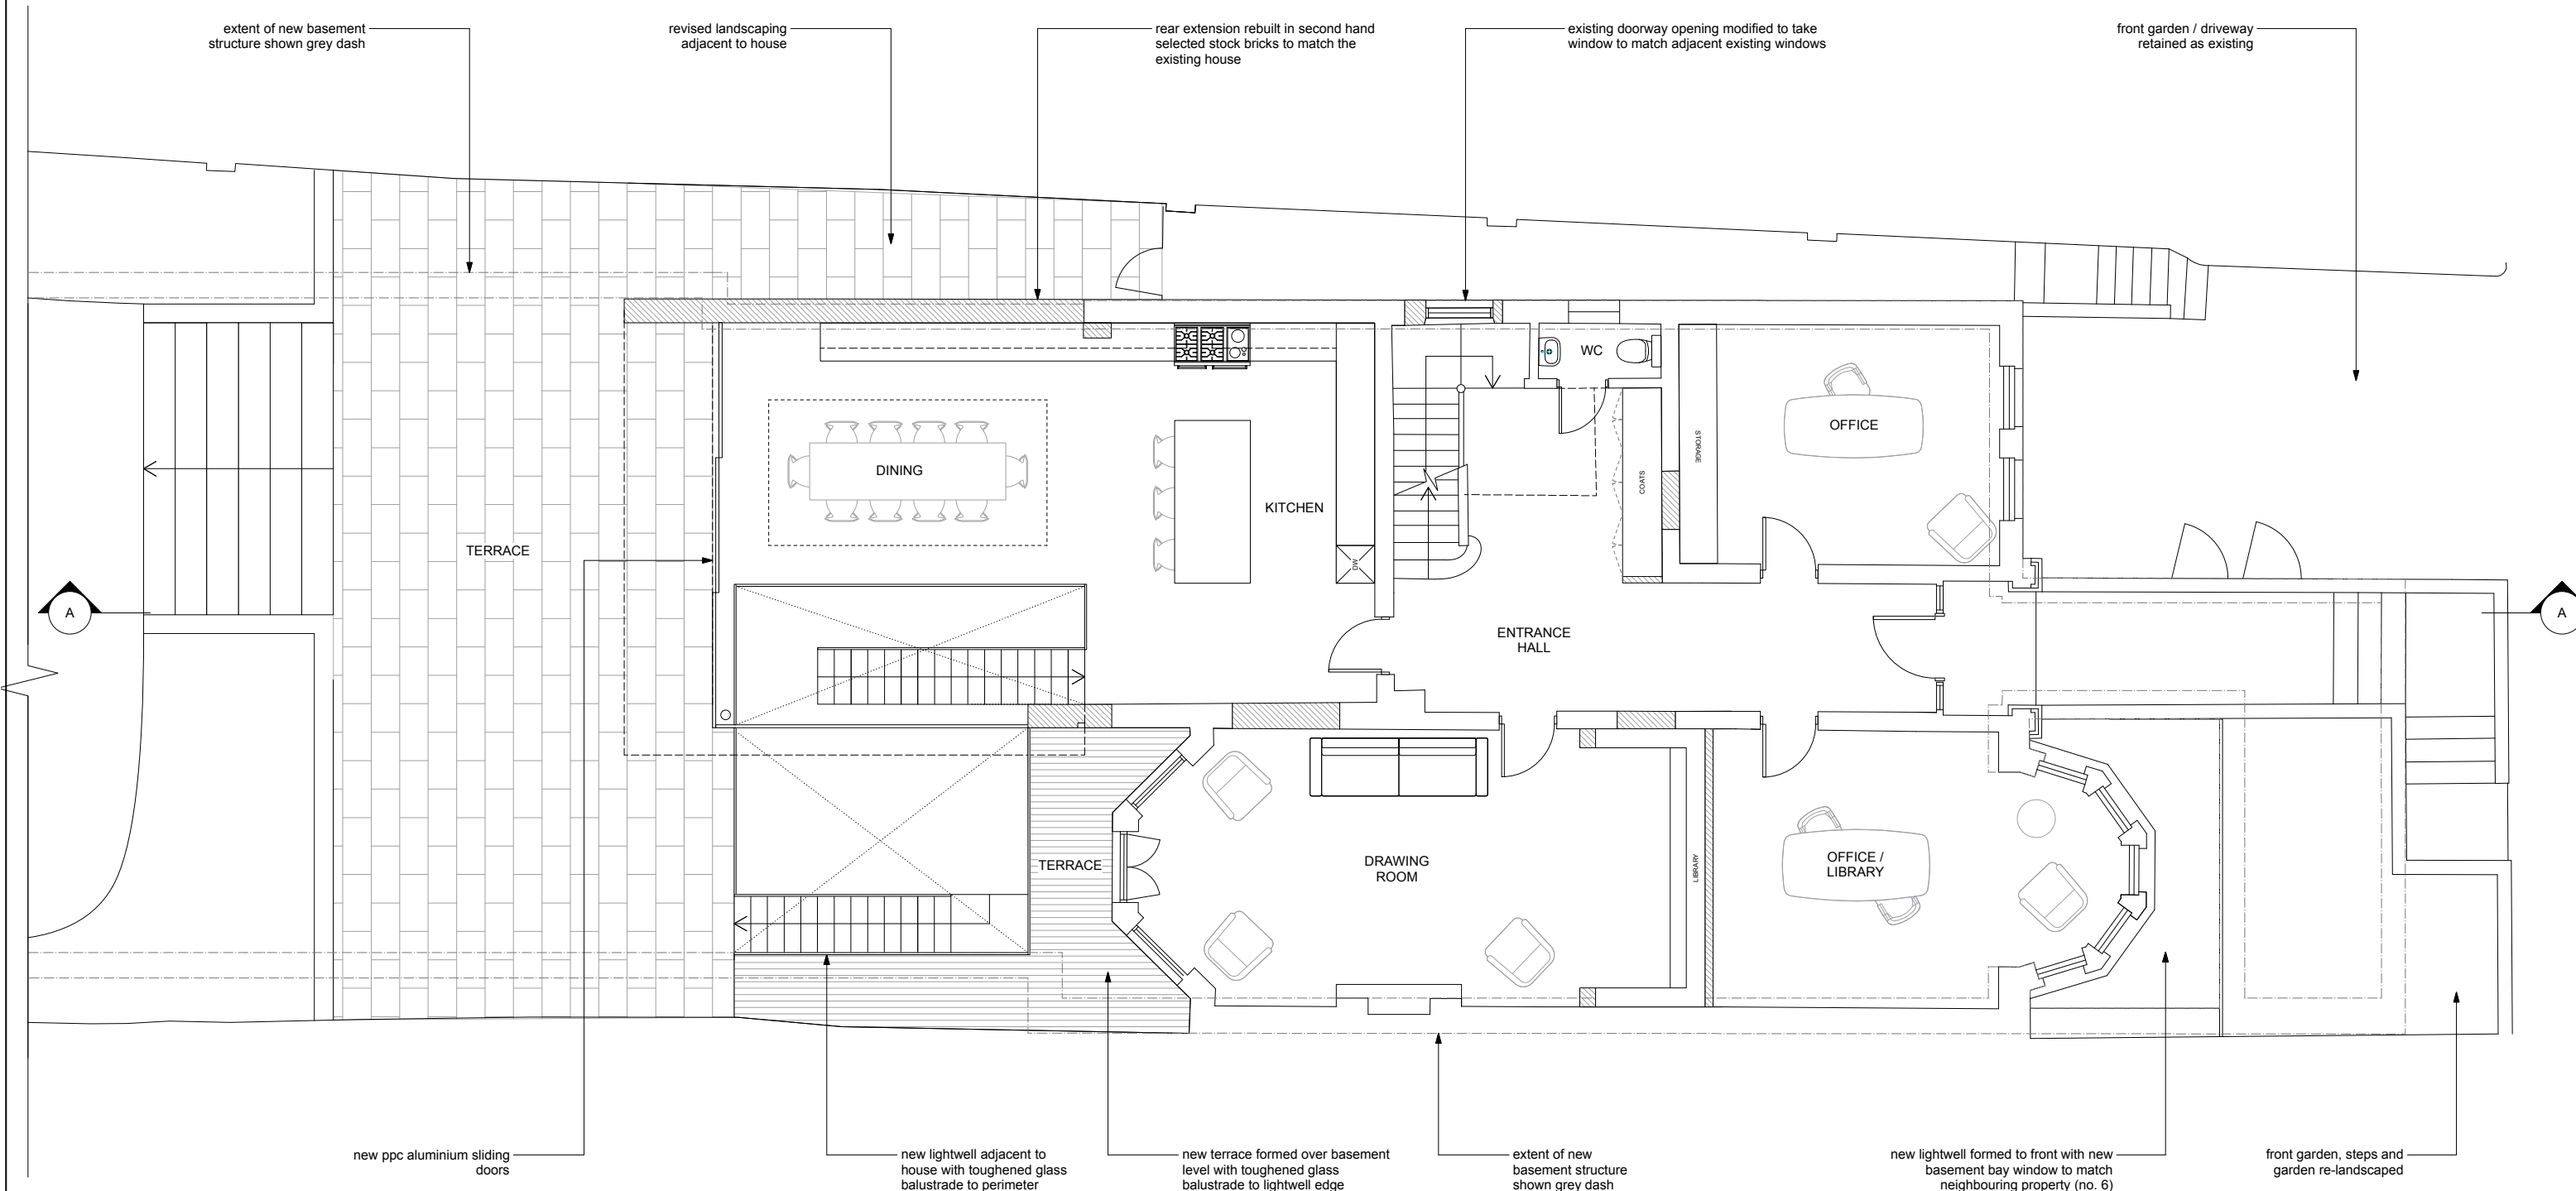 extent of new basement
structure shown grey dash
revised landscaping
adjacent to house
rear extension rebuilt in second hand
selected stock bricks to match the
existing house
existing doorway opening modified to take
window to match adjacent existing windows
front garden / driveway
retained as existing
WC
OFFICE
STORAGE
COATS
DINING
KITCHEN
DW
TERRACE
A
A
ENTRANCE
HALL
TERRACE
DRAWING
ROOM
LIBRARY
OFFICE /
LIBRARY
new ppc aluminium sliding
doors
new lightwell adjacent to
house with toughened glass
balustrade to perimeter
new terrace formed over basement
level with toughened glass
balustrade to lightwell edge
extent of new
basement structure
shown grey dash
new lightwell formed to front with new
basement bay window to match
neighbouring property (no. 6)
front garden, steps and
garden re-landscaped